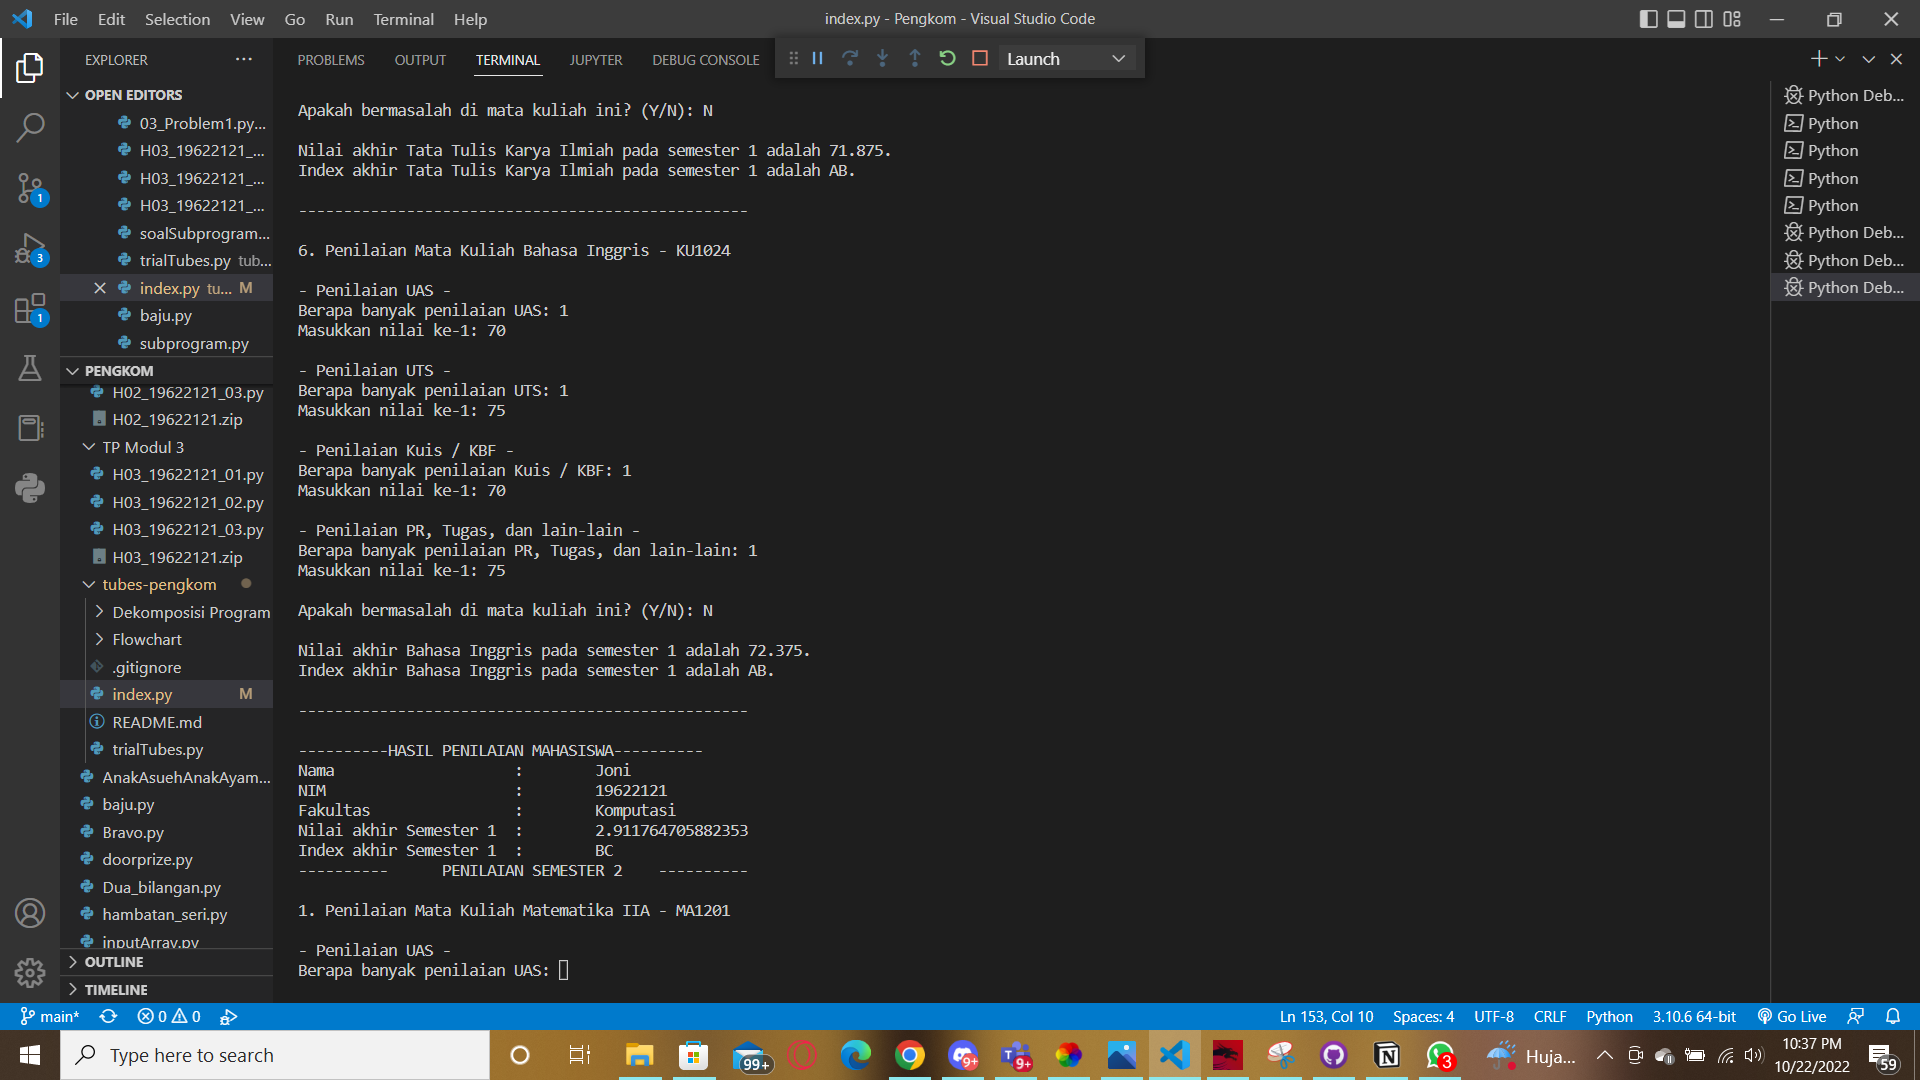 File Edit Selection View Go Run Terminal Help
index.py - Pengkom - Visual Studio Code
EXPLORER
PROBLEMS OUTPUT TERMINAL JUPYTER DEBUG CONSOLE
Launch
OPEN EDITORS
03_Problem1.py...
H03_19622121_...
H03_19622121_...
H03_19622121_...
soalSubprogram...
trialTubes.py tub...
index.py tu... M
baju.py
subprogram.py
PENGKOM
H02_19622121_03.py
H02_19622121.zip
TP Modul 3
H03_19622121_01.py
H03_19622121_02.py
H03_19622121_03.py
H03_19622121.zip
tubes-pengkom
Dekomposisi Program
Flowchart
.gitignore
index.py M
README.md
trialTubes.py
AnakAsuehAnakAyam...
baju.py
Bravo.py
doorprize.py
Dua_bilangan.py
hambatan_seri.py
inputArray.py
OUTLINE
TIMELINE
1
3
1
Apakah bermasalah di mata kuliah ini? (Y/N): N
Nilai akhir Tata Tulis Karya Ilmiah pada semester 1 adalah 71.875.
Index akhir Tata Tulis Karya Ilmiah pada semester 1 adalah AB.
--------------------------------------------------
6. Penilaian Mata Kuliah Bahasa Inggris - KU1024
- Penilaian UAS -
Berapa banyak penilaian UAS: 1
Masukkan nilai ke-1: 70
- Penilaian UTS -
Berapa banyak penilaian UTS: 1
Masukkan nilai ke-1: 75
- Penilaian Kuis / KBF -
Berapa banyak penilaian Kuis / KBF: 1
Masukkan nilai ke-1: 70
- Penilaian PR, Tugas, dan lain-lain -
Berapa banyak penilaian PR, Tugas, dan lain-lain: 1
Masukkan nilai ke-1: 75
Apakah bermasalah di mata kuliah ini? (Y/N): N
Nilai akhir Bahasa Inggris pada semester 1 adalah 72.375.
Index akhir Bahasa Inggris pada semester 1 adalah AB.
--------------------------------------------------
----------HASIL PENILAIAN MAHASISWA----------
Nama : Joni
NIM : 19622121
Fakultas : Komputasi
Nilai akhir Semester 1 : 2.911764705882353
Index akhir Semester 1 : BC
---------- PENILAIAN SEMESTER 2 ----------
1. Penilaian Mata Kuliah Matematika IIA - MA1201
- Penilaian UAS -
Berapa banyak penilaian UAS:
Python Deb...
Python
Python
Python
Python
Python Deb...
Python Deb...
Python Deb...
main* 0 0 Ln 153, Col 10 Spaces: 4 UTF-8 CRLF Python 3.10.6 64-bit Go Live
Type here to search
99+ 9+ 9+ 3
Huja...
10:37 PM
10/22/2022
59